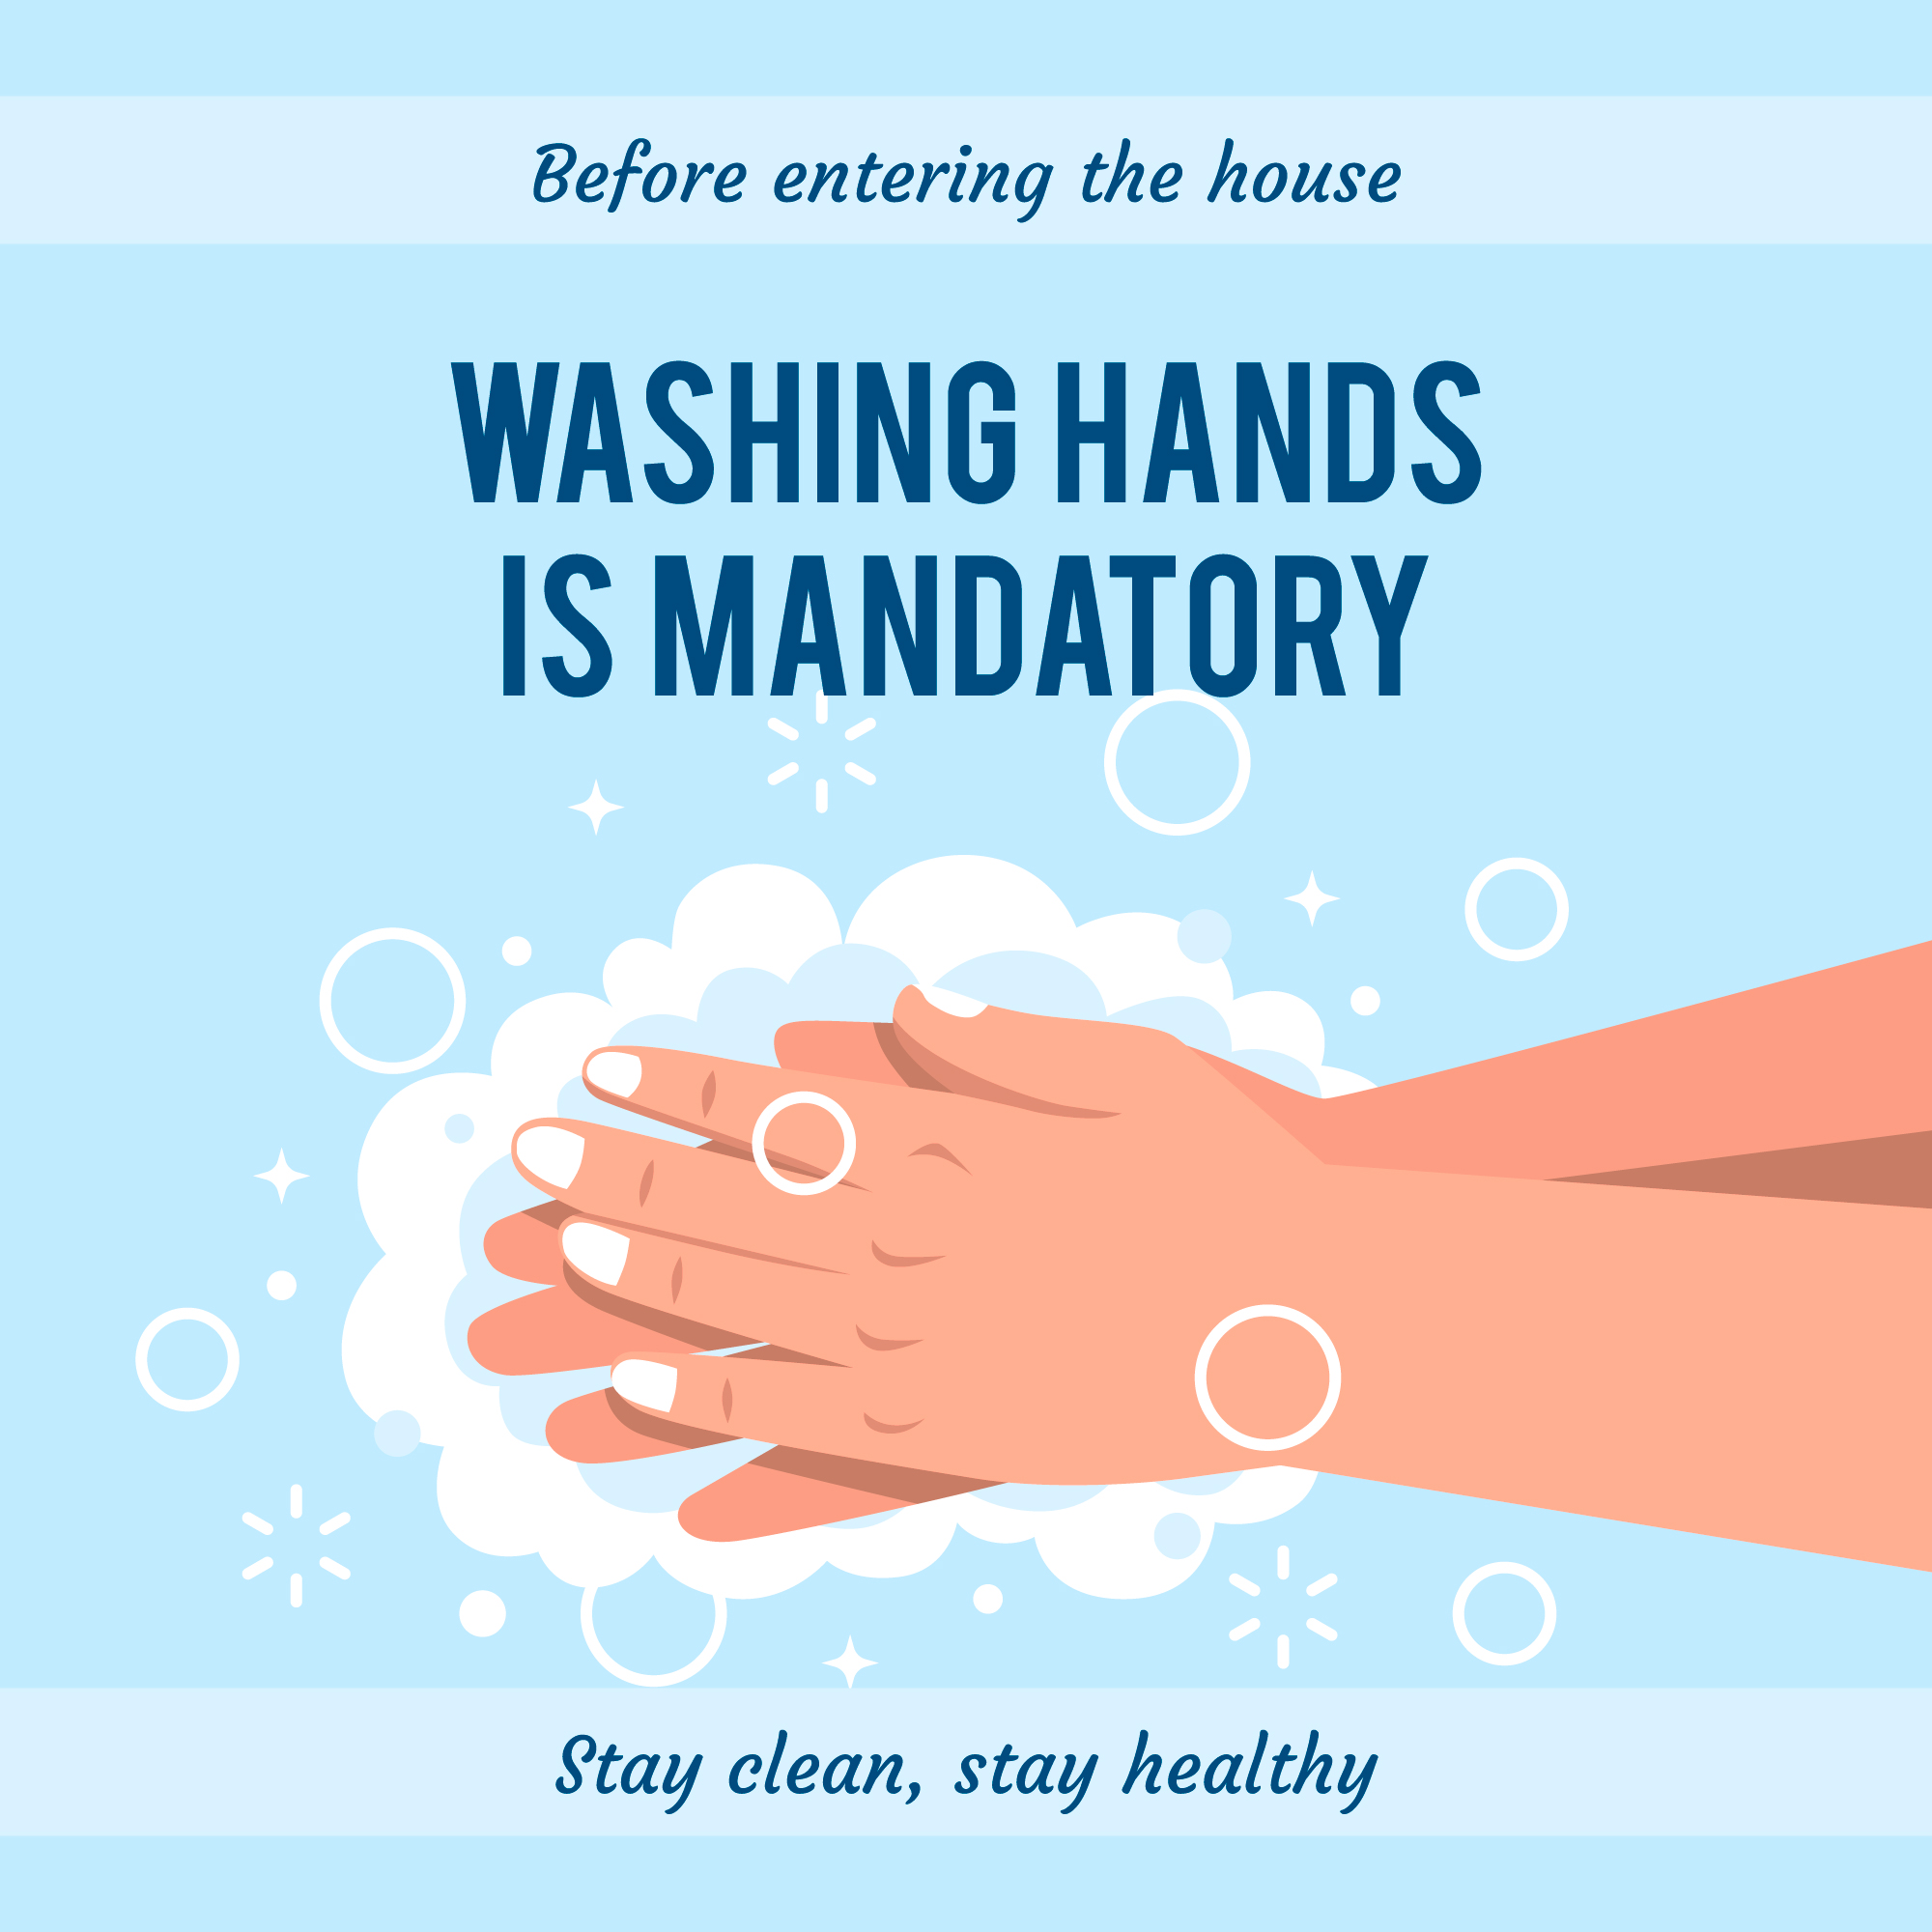 Before entering the house
WASHING HANDS
IS MANDATORY
Stay clean, stay healthy